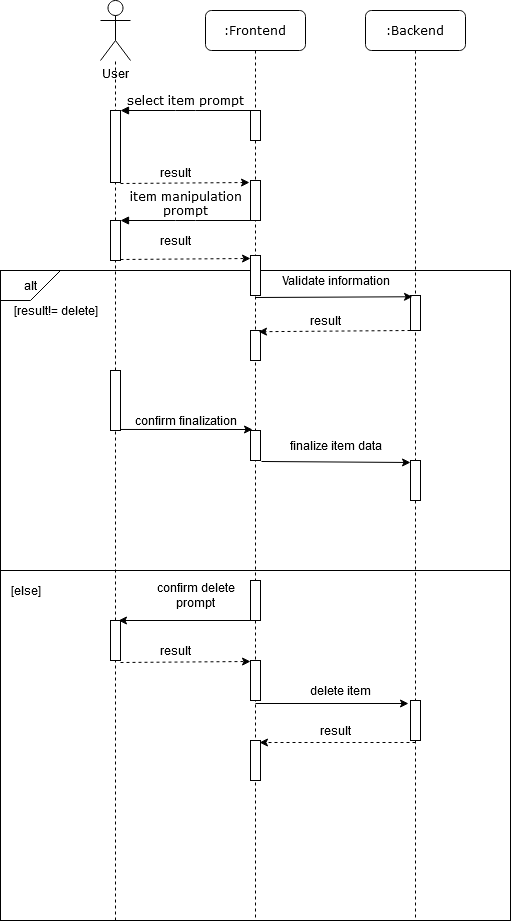 :Frontend
:Backend
User
select item prompt
result
item manipulation
prompt
result
alt
Validate information
[result!= delete]
result
confirm finalization
finalize item data
[else]
confirm delete
prompt
result
delete item
result